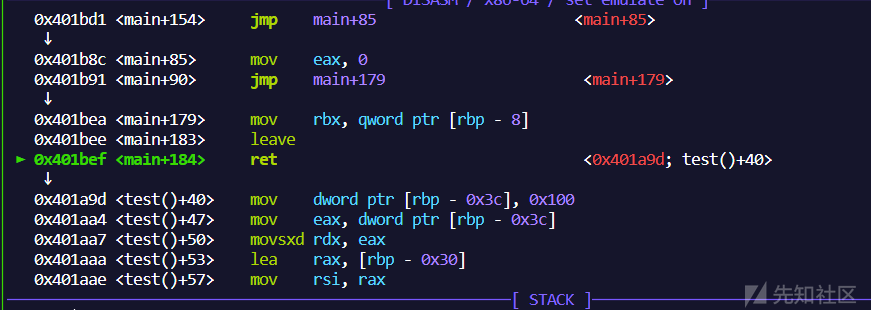 [ DISASM / x86-64 / set emulate on ]
0x401bd1 <main+154> jmp main+85 <main+85>
↓
0x401b8c <main+85> mov eax, 0
0x401b91 <main+90> jmp main+179 <main+179>
↓
0x401bea <main+179> mov rbx, qword ptr [rbp - 8]
0x401bee <main+183> leave
► 0x401bef <main+184> ret <0x401a9d; test()+40>
↓
0x401a9d <test()+40> mov dword ptr [rbp - 0x3c], 0x100
0x401aa4 <test()+47> mov eax, dword ptr [rbp - 0x3c]
0x401aa7 <test()+50> movsxd rdx, eax
0x401aaa <test()+53> lea rax, [rbp - 0x30]
0x401aae <test()+57> mov rsi, rax
[ STACK ]
先知社区